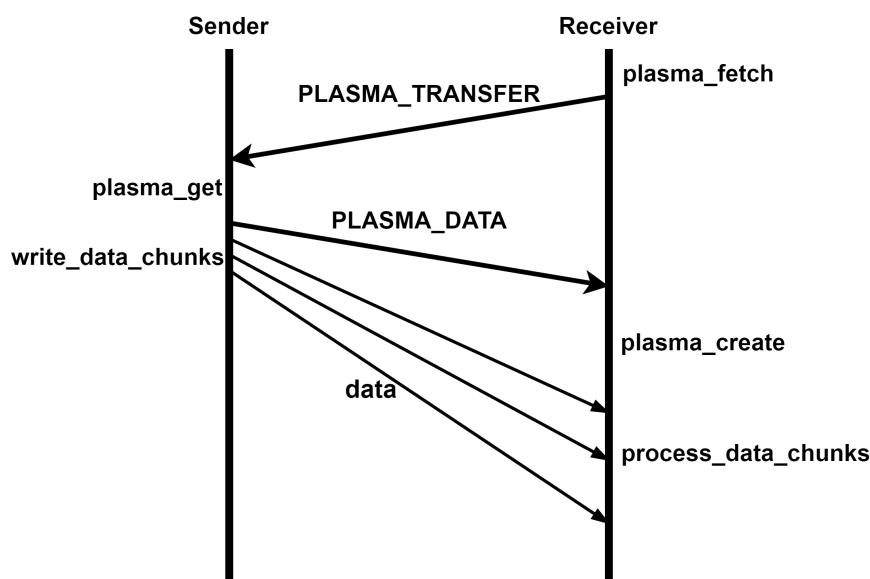 Sender
Receiver
plasma_fetch
PLASMA_TRANSFER
plasma_get
PLASMA_DATA
write_data_chunks
plasma_create
data
process_data_chunks